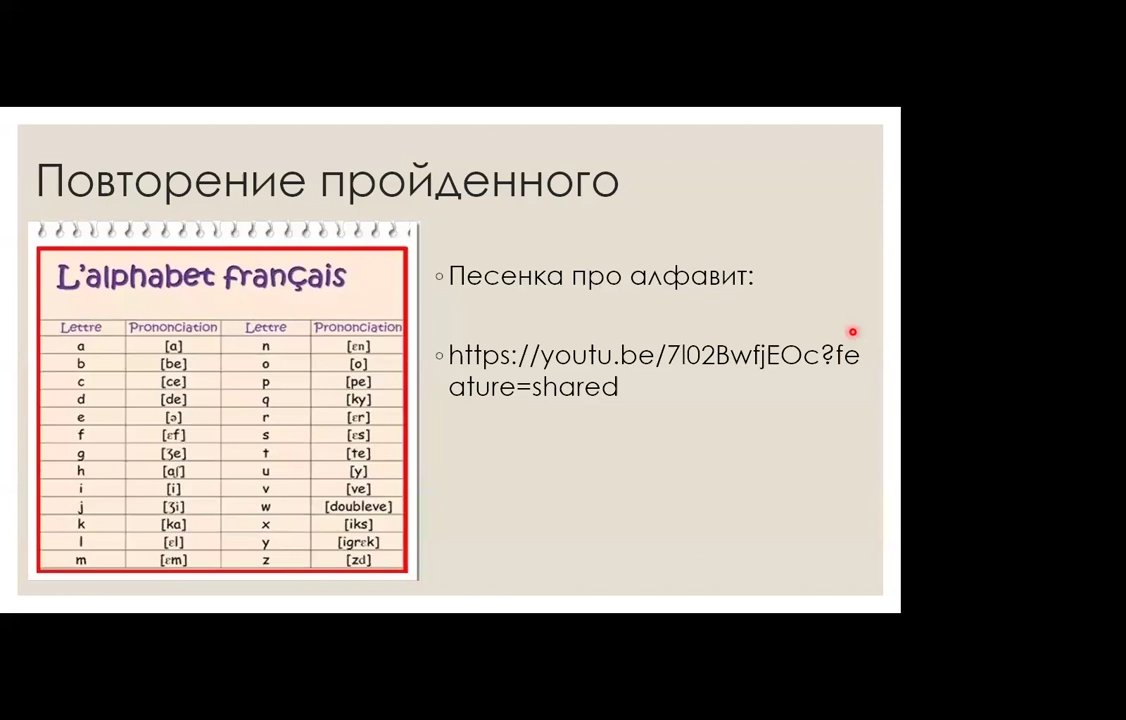 Повторение пройденного
L'alphabet français
Lettre Prononciation Lettre Prononciation
a [a] n [ɛn]
b [be] o [o]
c [ce] p [pe]
d [de] q [ky]
e [ə] r [ɛr]
f [ɛf] s [ɛs]
g [ʒe] t [te]
h [aʃ] u [y]
i [i] v [ve]
j [ʒi] w [doubleve]
k [ka] x [iks]
l [ɛl] y [igrɛk]
m [ɛm] z [zd]
Песенка про алфавит:
https://youtu.be/7l02BwfjEOc?fe
ature=shared